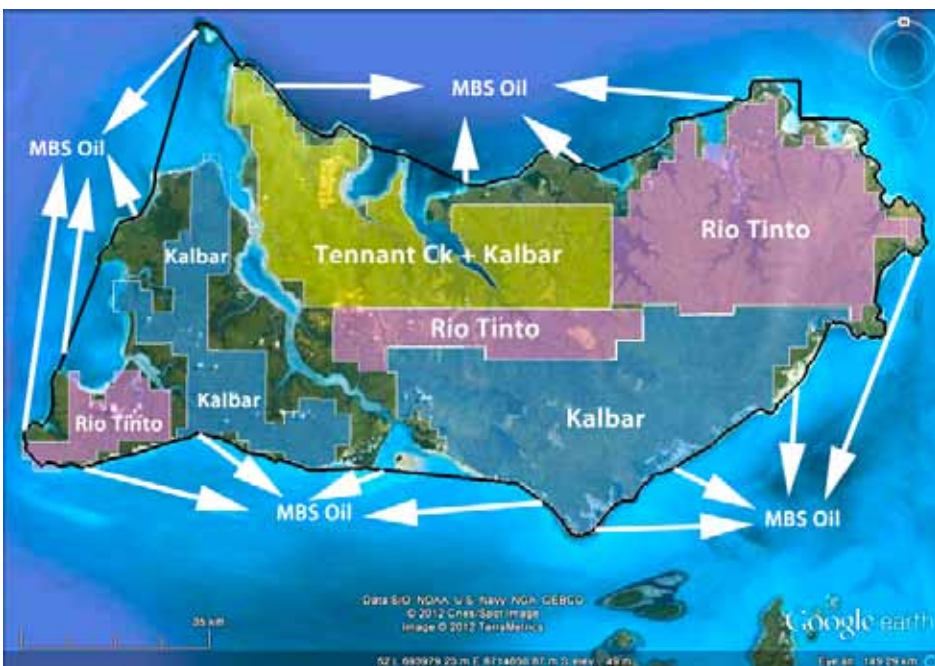 N
MBS Oil
MBS Oil
Rio Tinto
Kalbar
Tennant Ck + Kalbar
Rio Tinto
Kalbar
Rio Tinto
Kalbar
MBS Oil
MBS Oil
Data SIO, NOAA, U.S. Navy, NGA, GEBCO
© 2012 Cnes/Spot Image
Image © 2012 TerraMetrics
Google earth
35 km